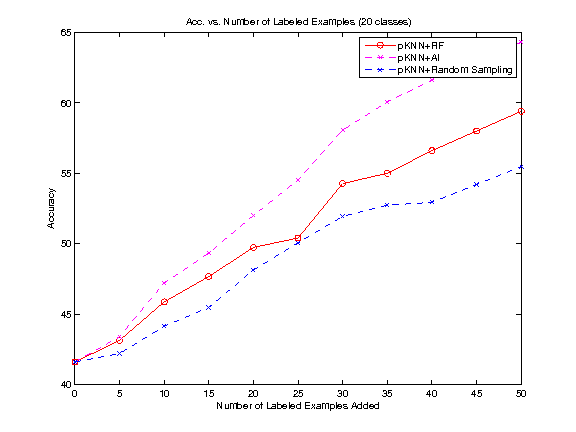 Acc. vs. Number of Labeled Examples (20 classes)
65
60
55
50
45
40
Accuracy
pKNN+RF
pKNN+AI
pKNN+Random Sampling
0 5 10 15 20 25 30 35 40 45 50
Number of Labeled Examples Added